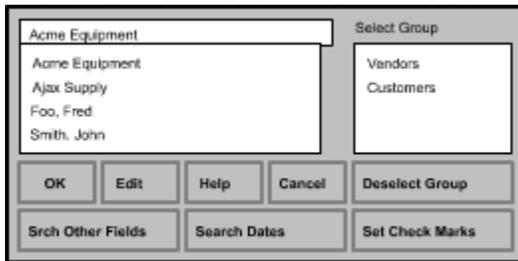 Acme Equipment
Acme Equipment
Ajax Supply
Foo, Fred
Smith, John
Select Group
Vendors
Customers
OK
Edit
Help
Cancel
Deselect Group
Srch Other Fields
Search Dates
Set Check Marks